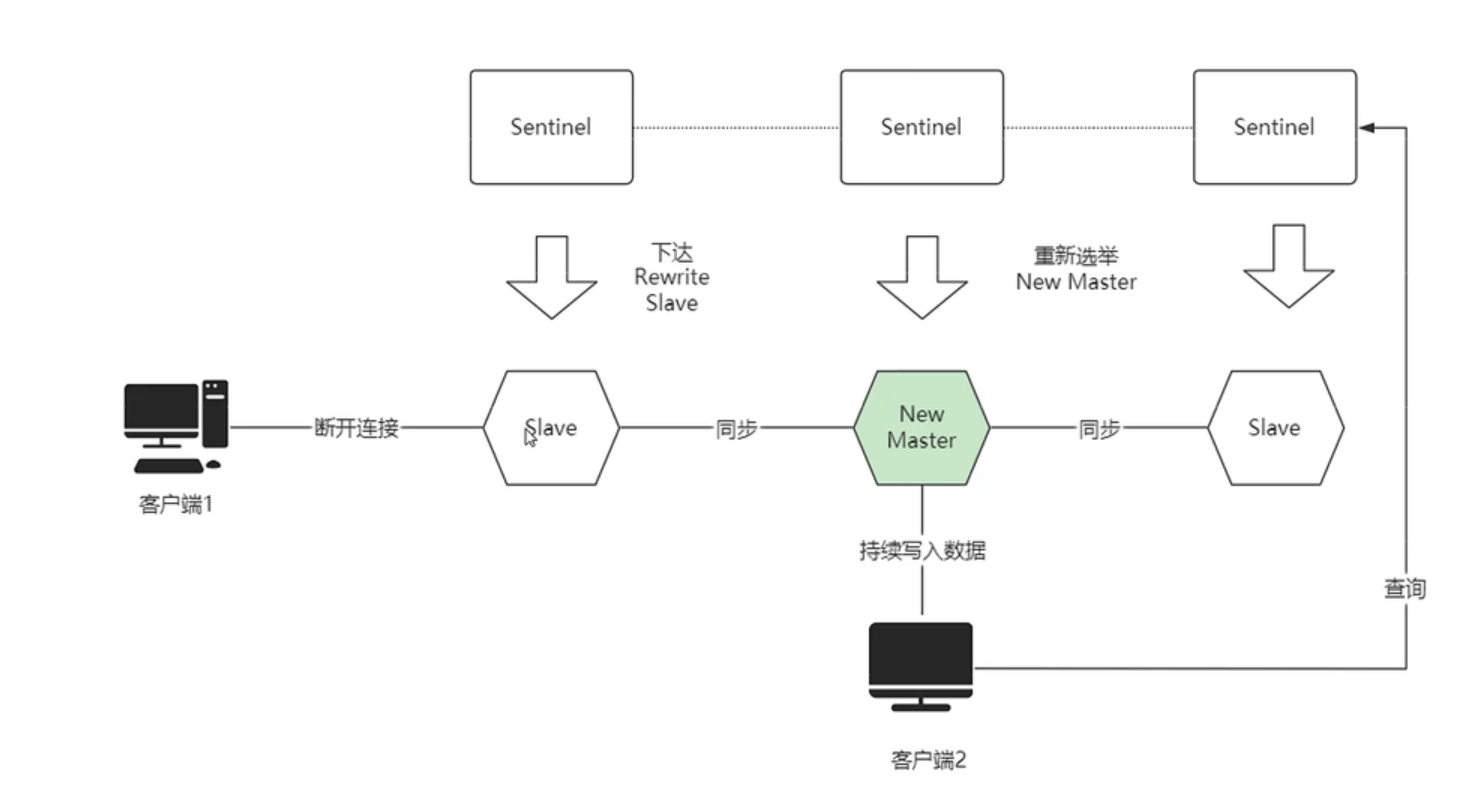 Sentinel
Sentinel
Sentinel
下达
Rewrite
Slave
重新选举
New Master
断开连接
Slave
同步
New
Master
同步
Slave
客户端1
持续写入数据
查询
客户端2